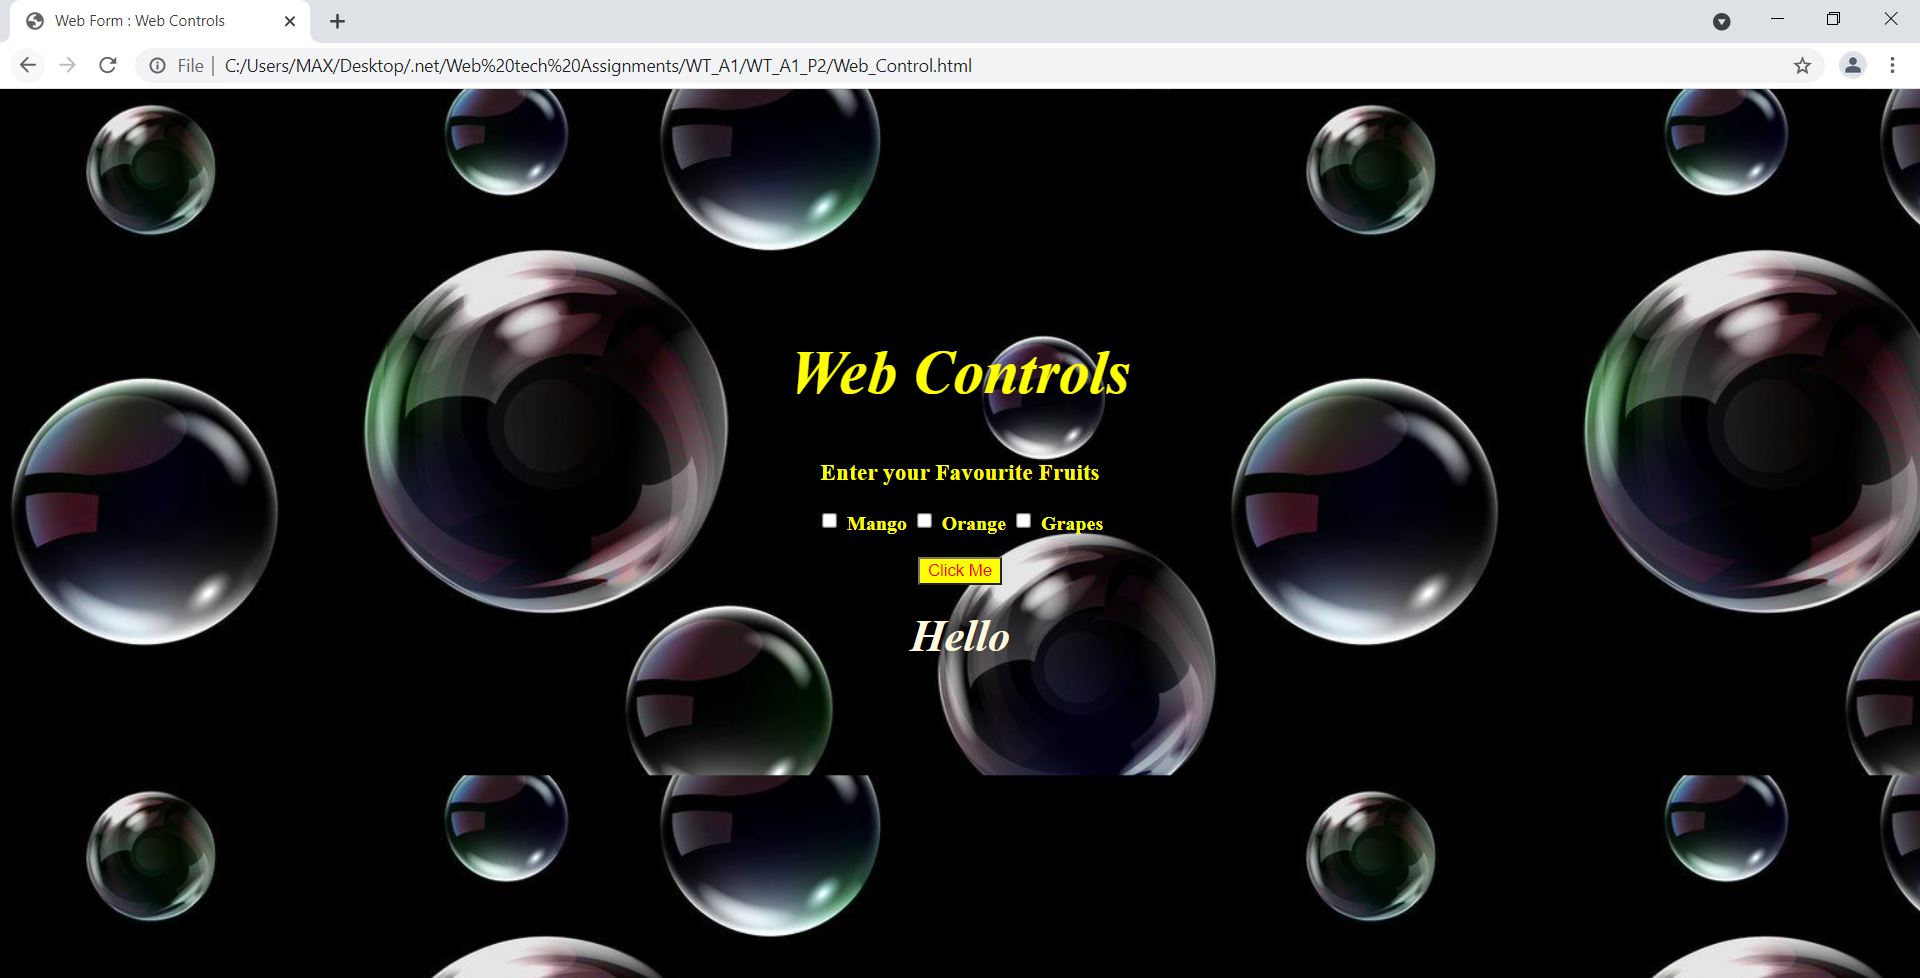 Web Form : Web Controls
File | C:/Users/MAX/Desktop/.net/Web%20tech%20Assignments/WT_A1/WT_A1_P2/Web_Control.html
Web Controls
Enter your Favourite Fruits
Mango Orange Grapes
Click Me
Hello